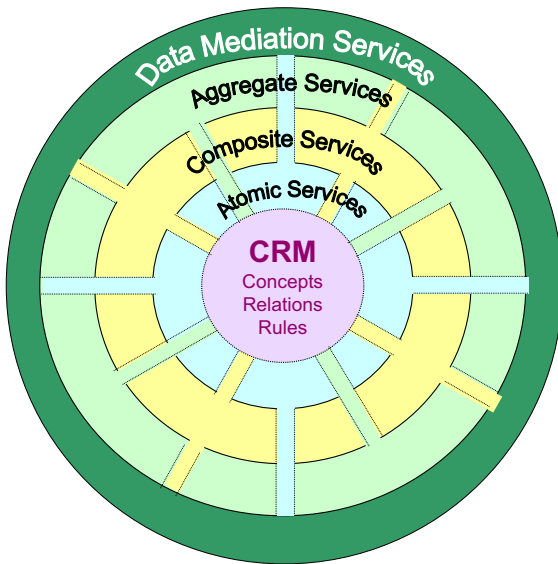 Data Mediation Services
Aggregate Services
Composite Services
Atomic Services
CRM
Concepts
Relations
Rules